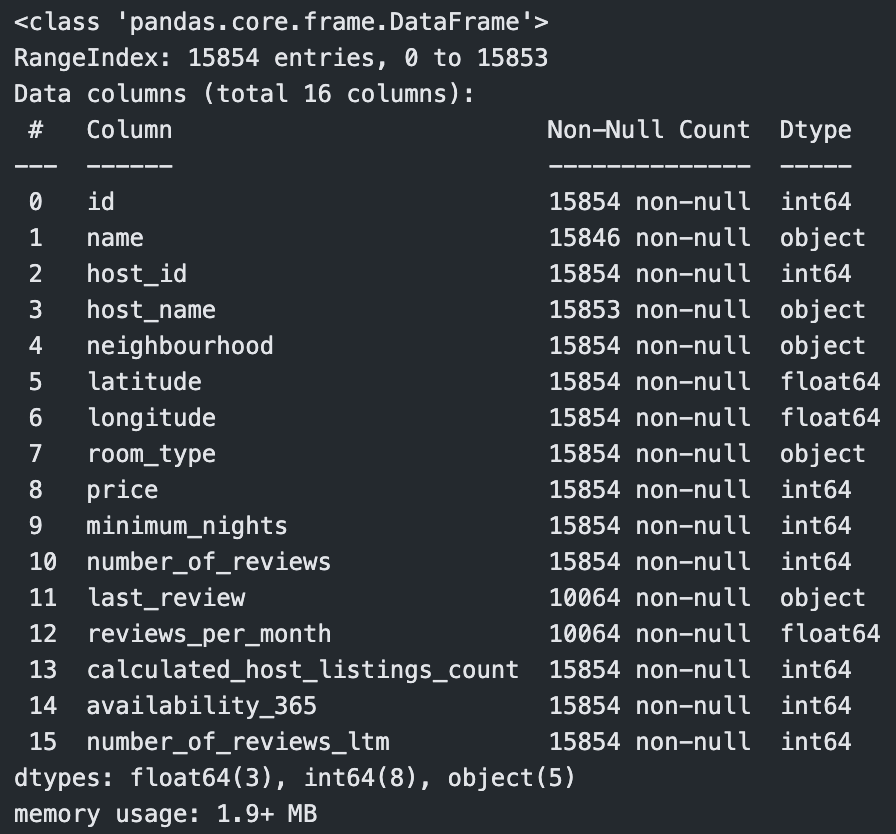 <class 'pandas.core.frame.DataFrame'>
RangeIndex: 15854 entries, 0 to 15853
Data columns (total 16 columns):
 #   Column                          Non-Null Count  Dtype
---  ------                          --------------  -----
 0   id                              15854 non-null  int64
 1   name                            15846 non-null  object
 2   host_id                         15854 non-null  int64
 3   host_name                       15853 non-null  object
 4   neighbourhood                   15854 non-null  object
 5   latitude                        15854 non-null  float64
 6   longitude                       15854 non-null  float64
 7   room_type                       15854 non-null  object
 8   price                           15854 non-null  int64
 9   minimum_nights                  15854 non-null  int64
 10  number_of_reviews               15854 non-null  int64
 11  last_review                     10064 non-null  object
 12  reviews_per_month               10064 non-null  float64
 13  calculated_host_listings_count  15854 non-null  int64
 14  availability_365                15854 non-null  int64
 15  number_of_reviews_ltm           15854 non-null  int64
dtypes: float64(3), int64(8), object(5)
memory usage: 1.9+ MB